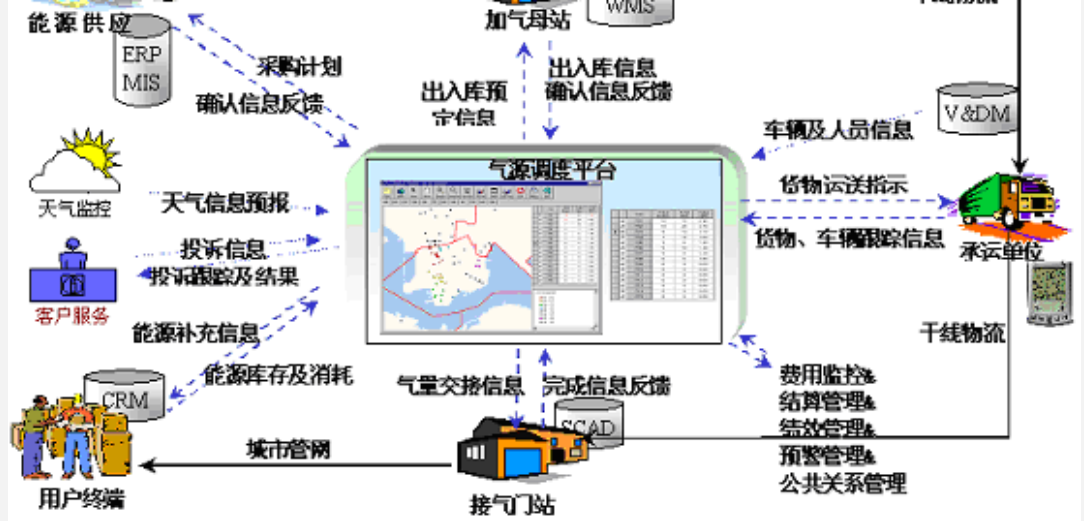 能源供应
加气母站
WMS
干线物流
ERP
MIS
采购计划
确认信息反馈
出入库预
定信息
出入库信息
确认信息反馈
V&DM
车辆及人员信息
天气监控
天气信息预报
气源调度平台
货物运送指示
货物、车辆跟踪信息
承运单位
投诉信息
投诉跟踪及结果
客户服务
能源补充信息
能源库存及消耗
CRM
气量交接信息
完成信息反馈
SCAD
干线物流
费用监控&
结算管理&
绩效管理&
预警管理&
公共关系管理
城市管网
用户终端
接气门站